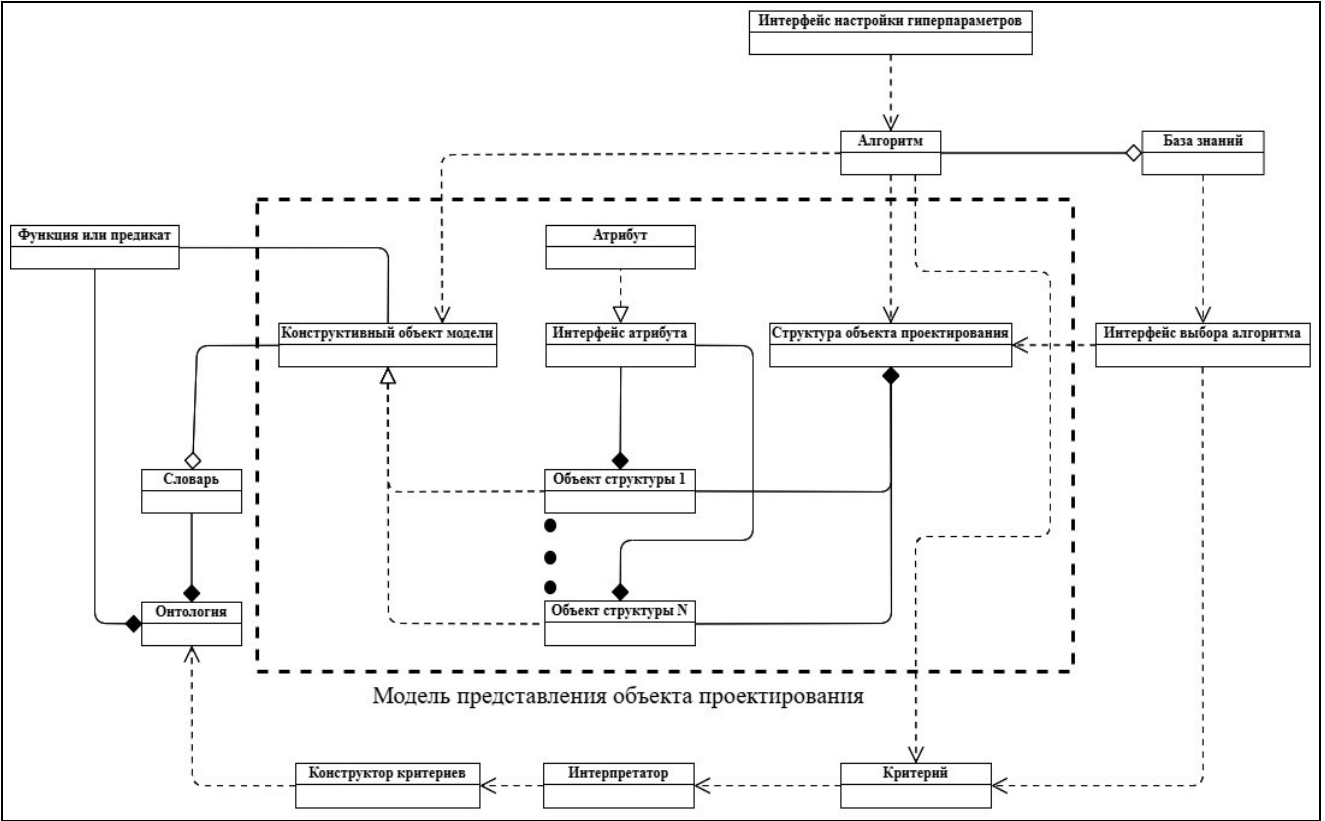 Интерфейс настройки гиперпараметров
Алгоритм
База знаний
Функция или предикат
Атрибут
Конструктивный объект модели
Интерфейс атрибута
Структура объекта проектирования
Интерфейс выбора алгоритма
Словарь
Объект структуры 1
Онтология
Объект структуры N
Модель представления объекта проектирования
Конструктор критериев
Интерпретатор
Критерий